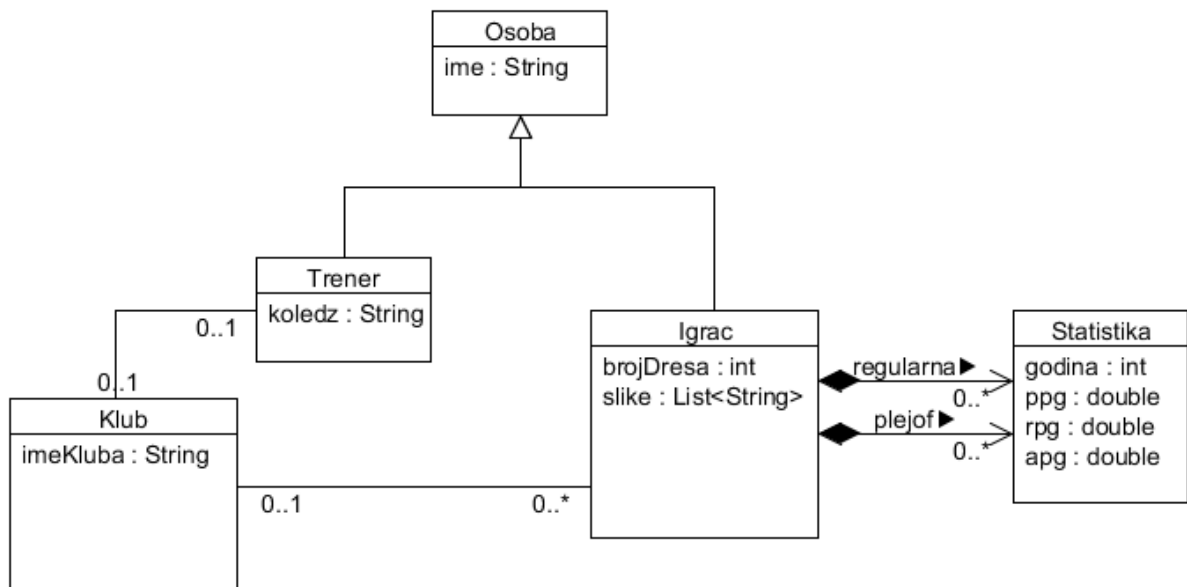 Osoba
ime : String
Trener
koledz : String
0..1
0..1
Klub
imeKluba : String
0..1
0..*
Igrac
brojDresa : int
slike : List<String>
regularna▶
0..*
plejof▶
0..*
Statistika
godina : int
ppg : double
rpg : double
apg : double